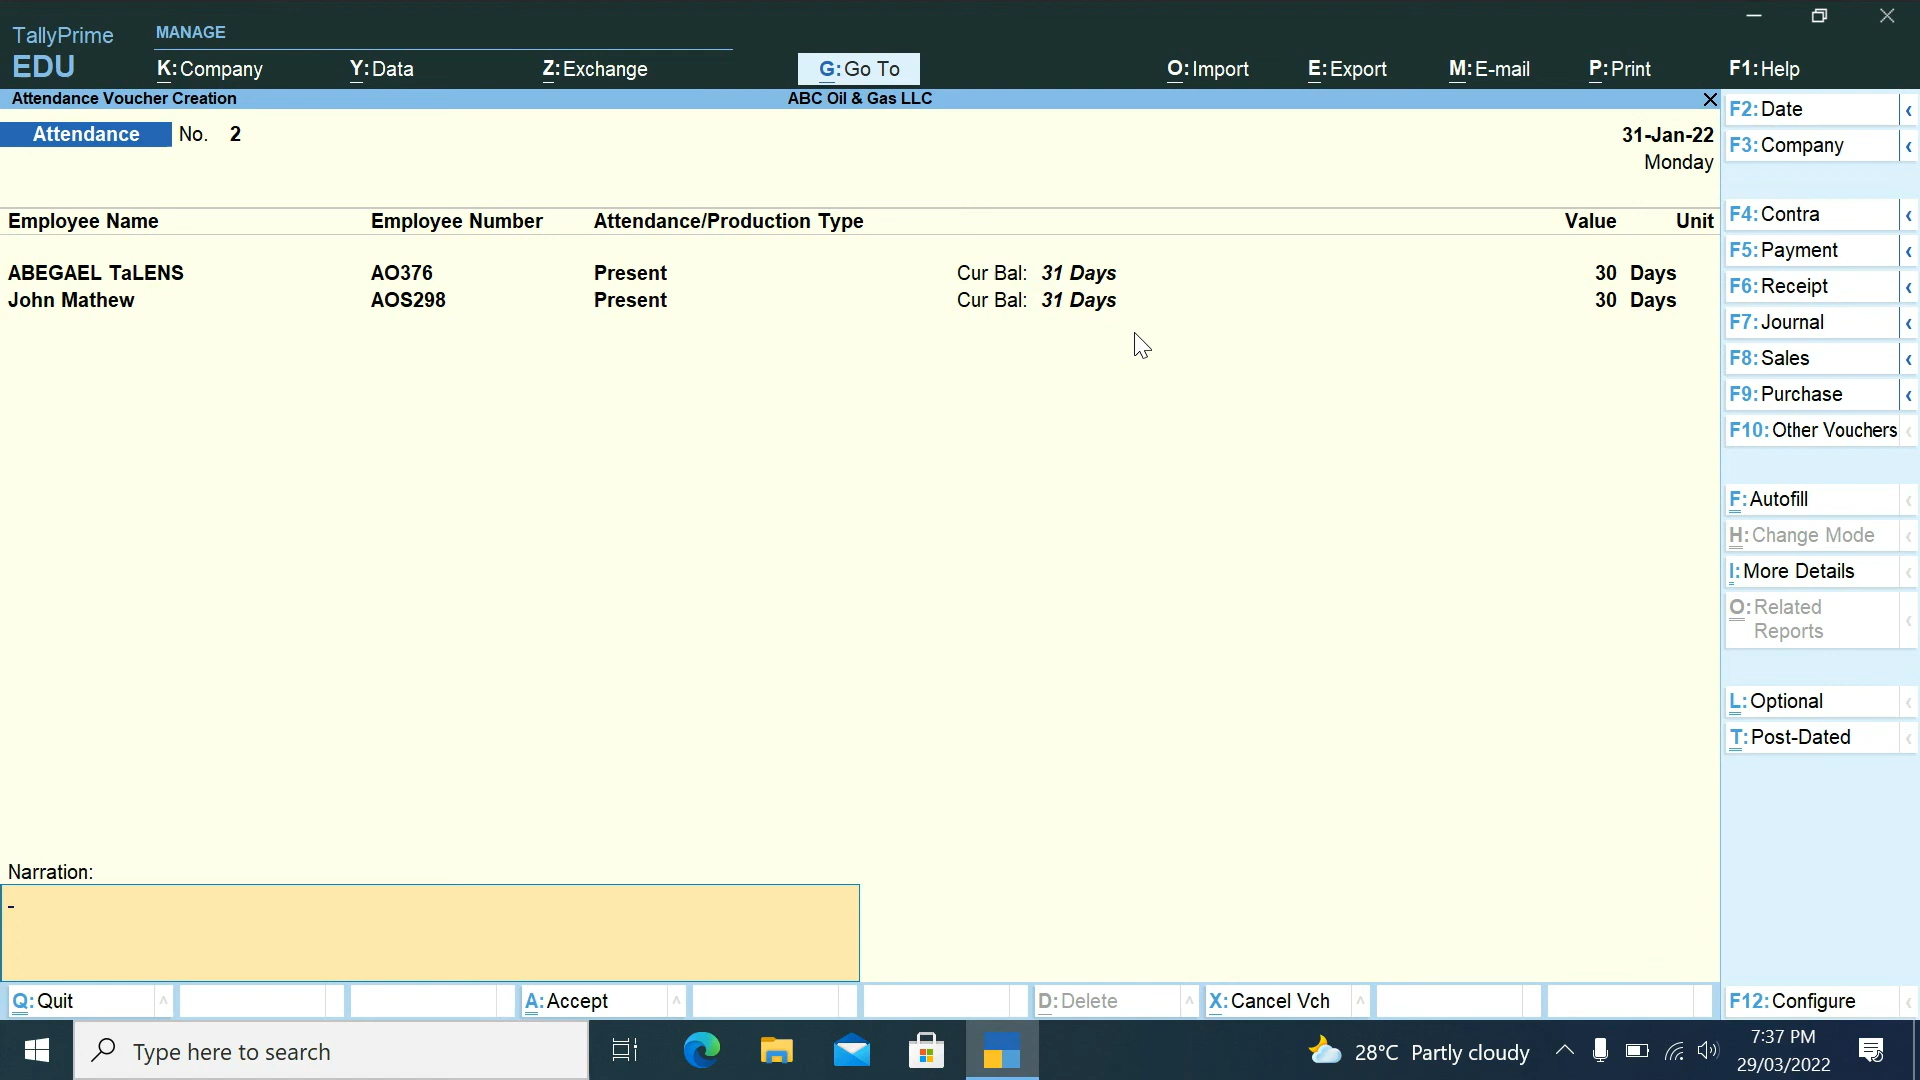 TallyPrime
EDU
MANAGE
K: Company
Y: Data
Z: Exchange
G: Go To
O: Import
E: Export
M: E-mail
P: Print
F1: Help
Attendance Voucher Creation
ABC Oil & Gas LLC
Attendance No. 2
31-Jan-22
Monday
Employee Name Employee Number Attendance/Production Type Value Unit
ABEGAEL TaLENS AO376 Present Cur Bal: 31 Days 30 Days
John Mathew AOS298 Present Cur Bal: 31 Days 30 Days
Narration:
Q: Quit
A: Accept
D: Delete
X: Cancel Vch
F2: Date
F3: Company
F4: Contra
F5: Payment
F6: Receipt
F7: Journal
F8: Sales
F9: Purchase
F10: Other Vouchers
F: Autofill
H: Change Mode
I: More Details
O: Related
Reports
L: Optional
T: Post-Dated
F12: Configure
Type here to search
28°C Partly cloudy
7:37 PM
29/03/2022